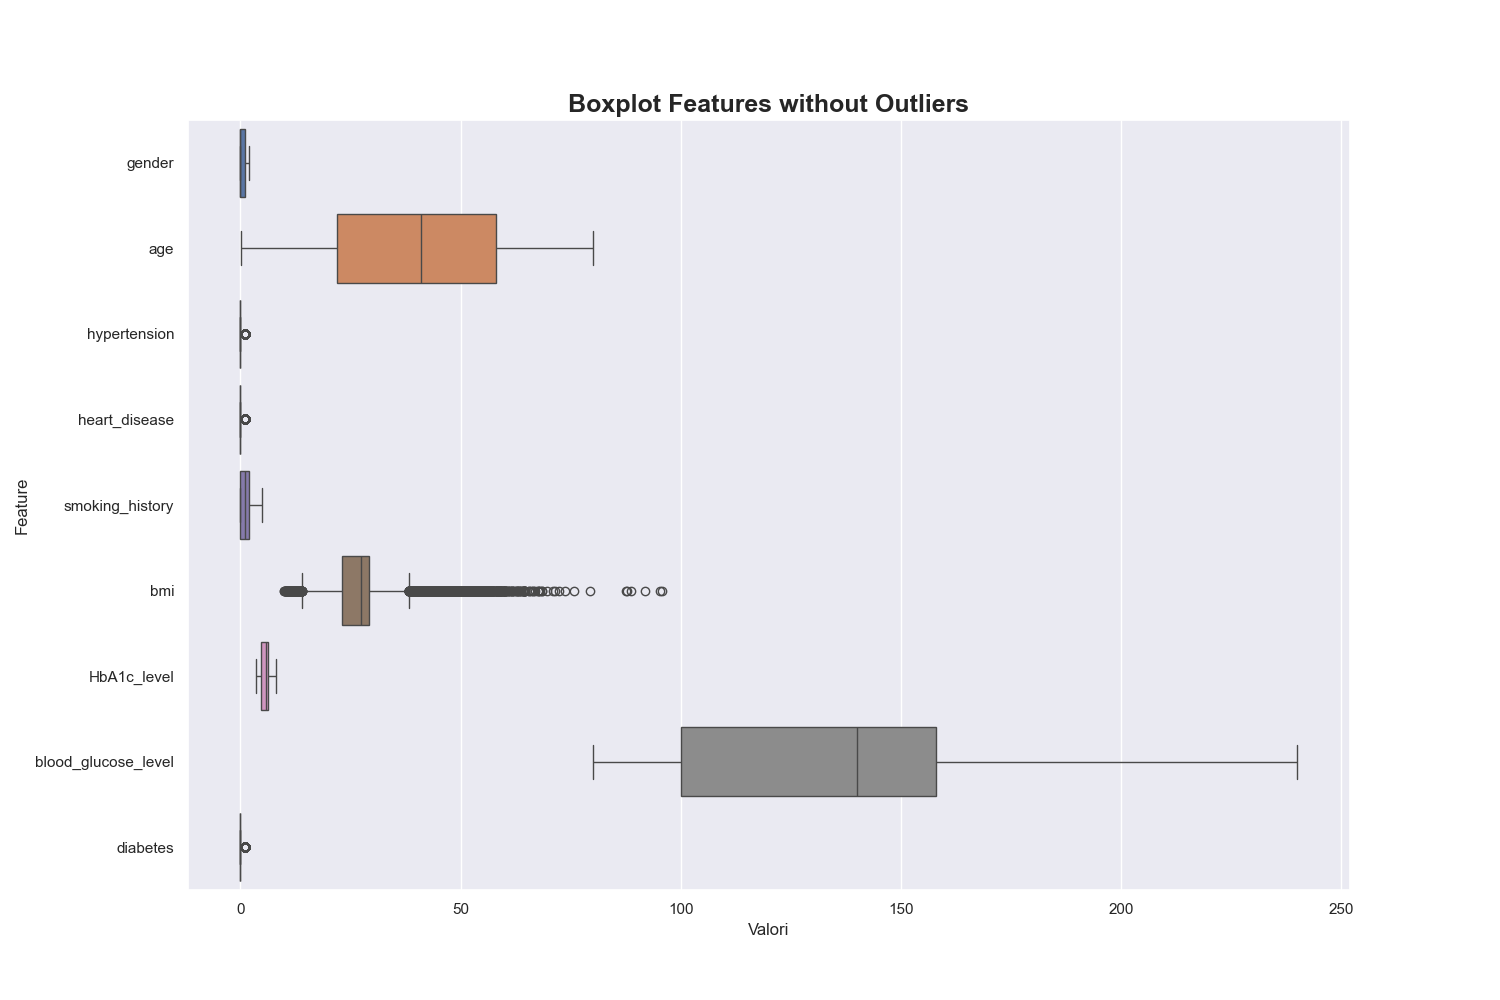 Boxplot Features without Outliers
gender
age
hypertension
heart_disease
smoking_history
bmi
HbA1c_level
blood_glucose_level
diabetes
Feature
0 50 100 150 200 250
Valori